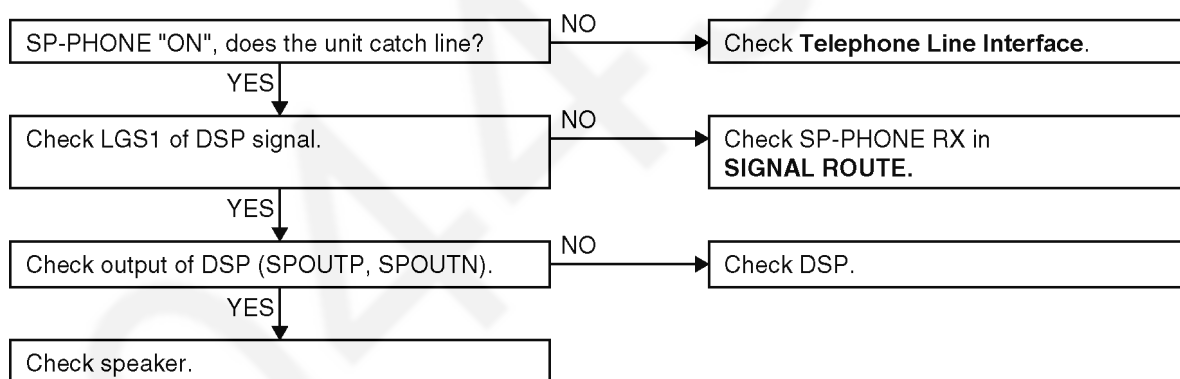 SP-PHONE "ON", does the unit catch line?
NO
Check Telephone Line Interface.
YES
Check LGS1 of DSP signal.
NO
Check SP-PHONE RX in
SIGNAL ROUTE.
YES
Check output of DSP (SPOUTP, SPOUTN).
NO
Check DSP.
YES
Check speaker.